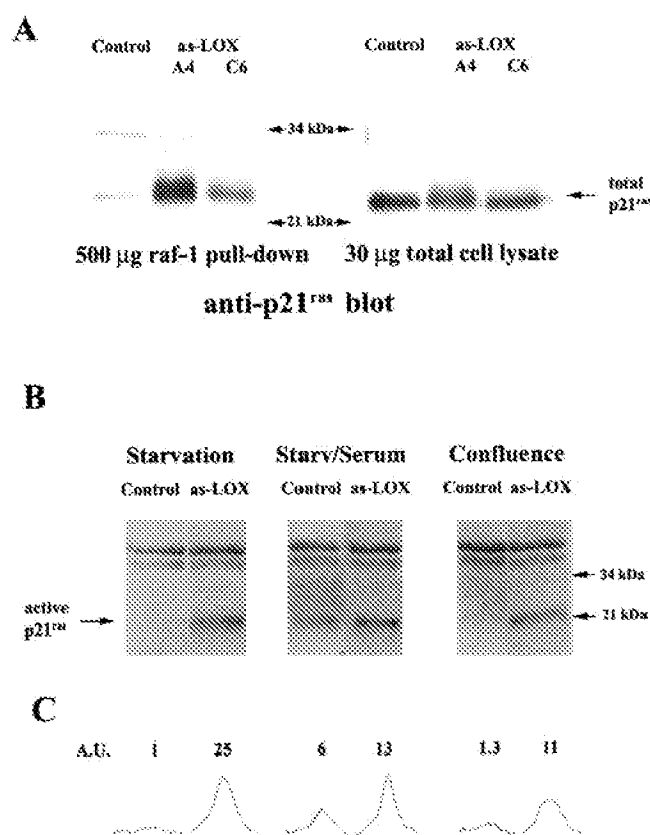 A
Control as-LOX Control as-LOX
A4 C6 A4 C6
34 kDa
total
p21ras
21 kDa
500 µg raf-1 pull-down 30 µg total cell lysate
anti-p21ras blot
B
Starvation Starv/Serum Confluence
Control as-LOX Control as-LOX Control as-LOX
34 kDa
active
p21ras
21 kDa
C
A.U. 1 25 6 13 1.3 11